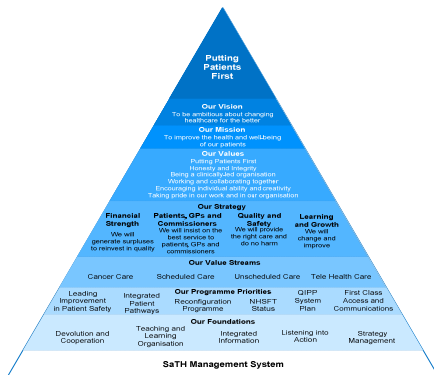 Putting
Patients
First
Our Vision
To be ambitious about changing
healthcare for the better
Our Mission
To improve the health and well-being
of our patients
Our Values
Putting Patients First
Honesty and Integrity
Being a clinically-led organisation
Working and collaborating together
Encouraging individual ability and creativity
Taking pride in our work and in our organisation
Our Strategy
Financial
Strength
We will
generate surpluses
to reinvest in quality
Patients, GPs and
Commissioners
We will insist on the
best service to
patients, GPs and
commissioners
Quality and
Safety
We will provide
the right care and
do no harm
Learning
and Growth
We will
change and
improve
Our Value Streams
Cancer Care
Scheduled Care
Unscheduled Care
Tele Health Care
Our Programme Priorities
Leading
Improvement
in Patient Safety
Integrated
Patient
Pathways
Reconfiguration
Programme
NHSFT
Status
QIPP
System
Plan
First Class
Access and
Communications
Our Foundations
Devolution and
Cooperation
Teaching and
Learning
Organisation
Integrated
Information
Listening into
Action
Strategy
Management
SaTH Management System